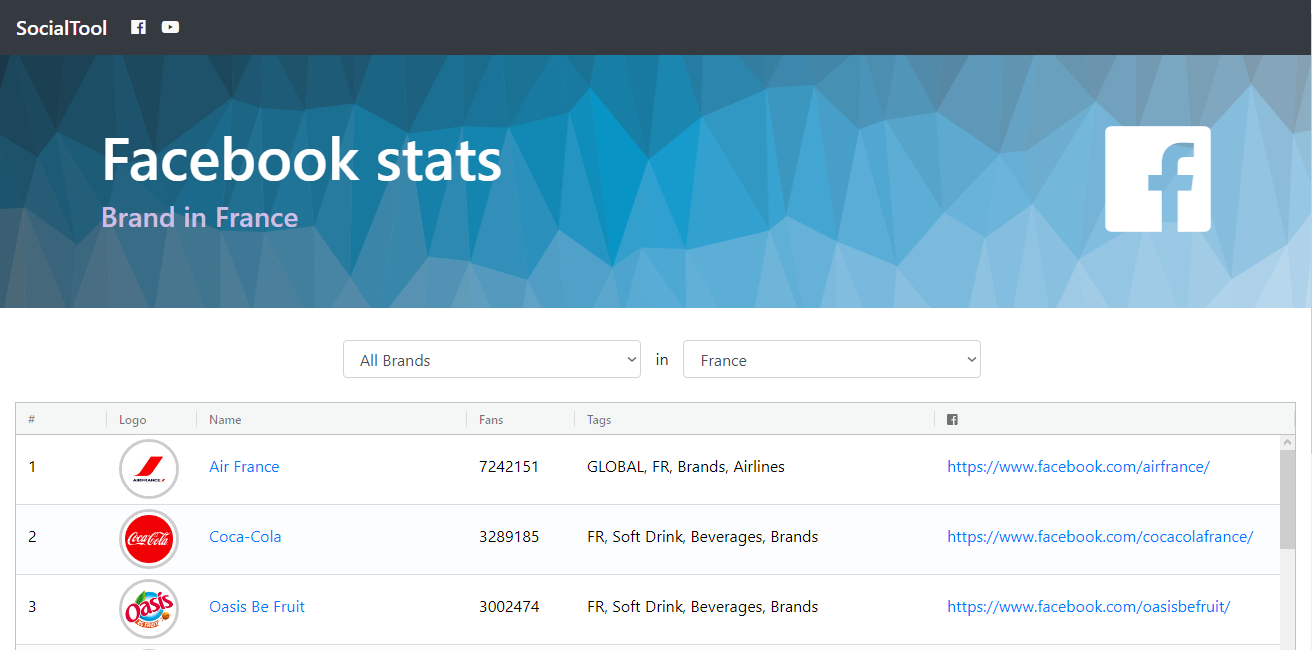 SocialTool
Facebook stats
Brand in France
All Brands in France
# Logo Name Fans Tags
1 AIRFRANCE Air France 7242151 GLOBAL, FR, Brands, Airlines https://www.facebook.com/airfrance/
2 Coca-Cola Coca-Cola 3289185 FR, Soft Drink, Beverages, Brands https://www.facebook.com/cocacolafrance/
3 Oasis Oasis Be Fruit 3002474 FR, Soft Drink, Beverages, Brands https://www.facebook.com/oasisbefruit/